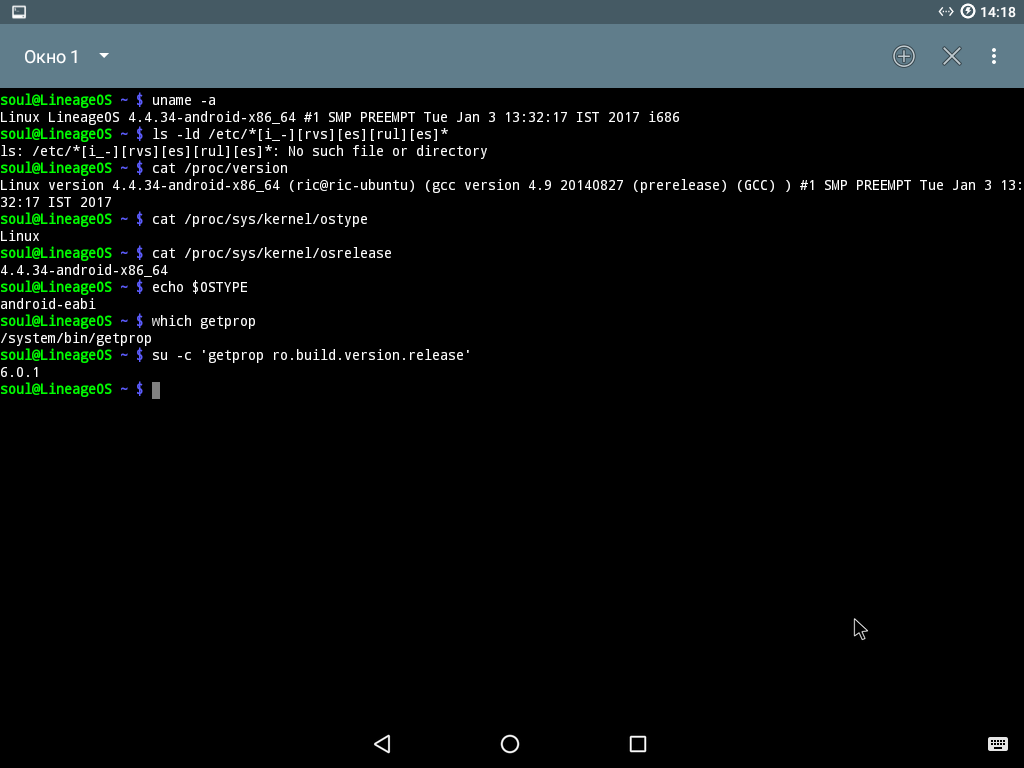 14:18
Окно 1
soul@LineageOS ~ $ uname -a
Linux LineageOS 4.4.34-android-x86_64 #1 SMP PREEMPT Tue Jan 3 13:32:17 IST 2017 i686
soul@LineageOS ~ $ ls -ld /etc/*[i_-][rvs][es][rul][es]*
ls: /etc/*[i_-][rvs][es][rul][es]*: No such file or directory
soul@LineageOS ~ $ cat /proc/version
Linux version 4.4.34-android-x86_64 (ric@ric-ubuntu) (gcc version 4.9 20140827 (prerelease) (GCC) ) #1 SMP PREEMPT Tue Jan 3 13:
32:17 IST 2017
soul@LineageOS ~ $ cat /proc/sys/kernel/ostype
Linux
soul@LineageOS ~ $ cat /proc/sys/kernel/osrelease
4.4.34-android-x86_64
soul@LineageOS ~ $ echo $OSTYPE
android-eabi
soul@LineageOS ~ $ which getprop
/system/bin/getprop
soul@LineageOS ~ $ su -c 'getprop ro.build.version.release'
6.0.1
soul@LineageOS ~ $